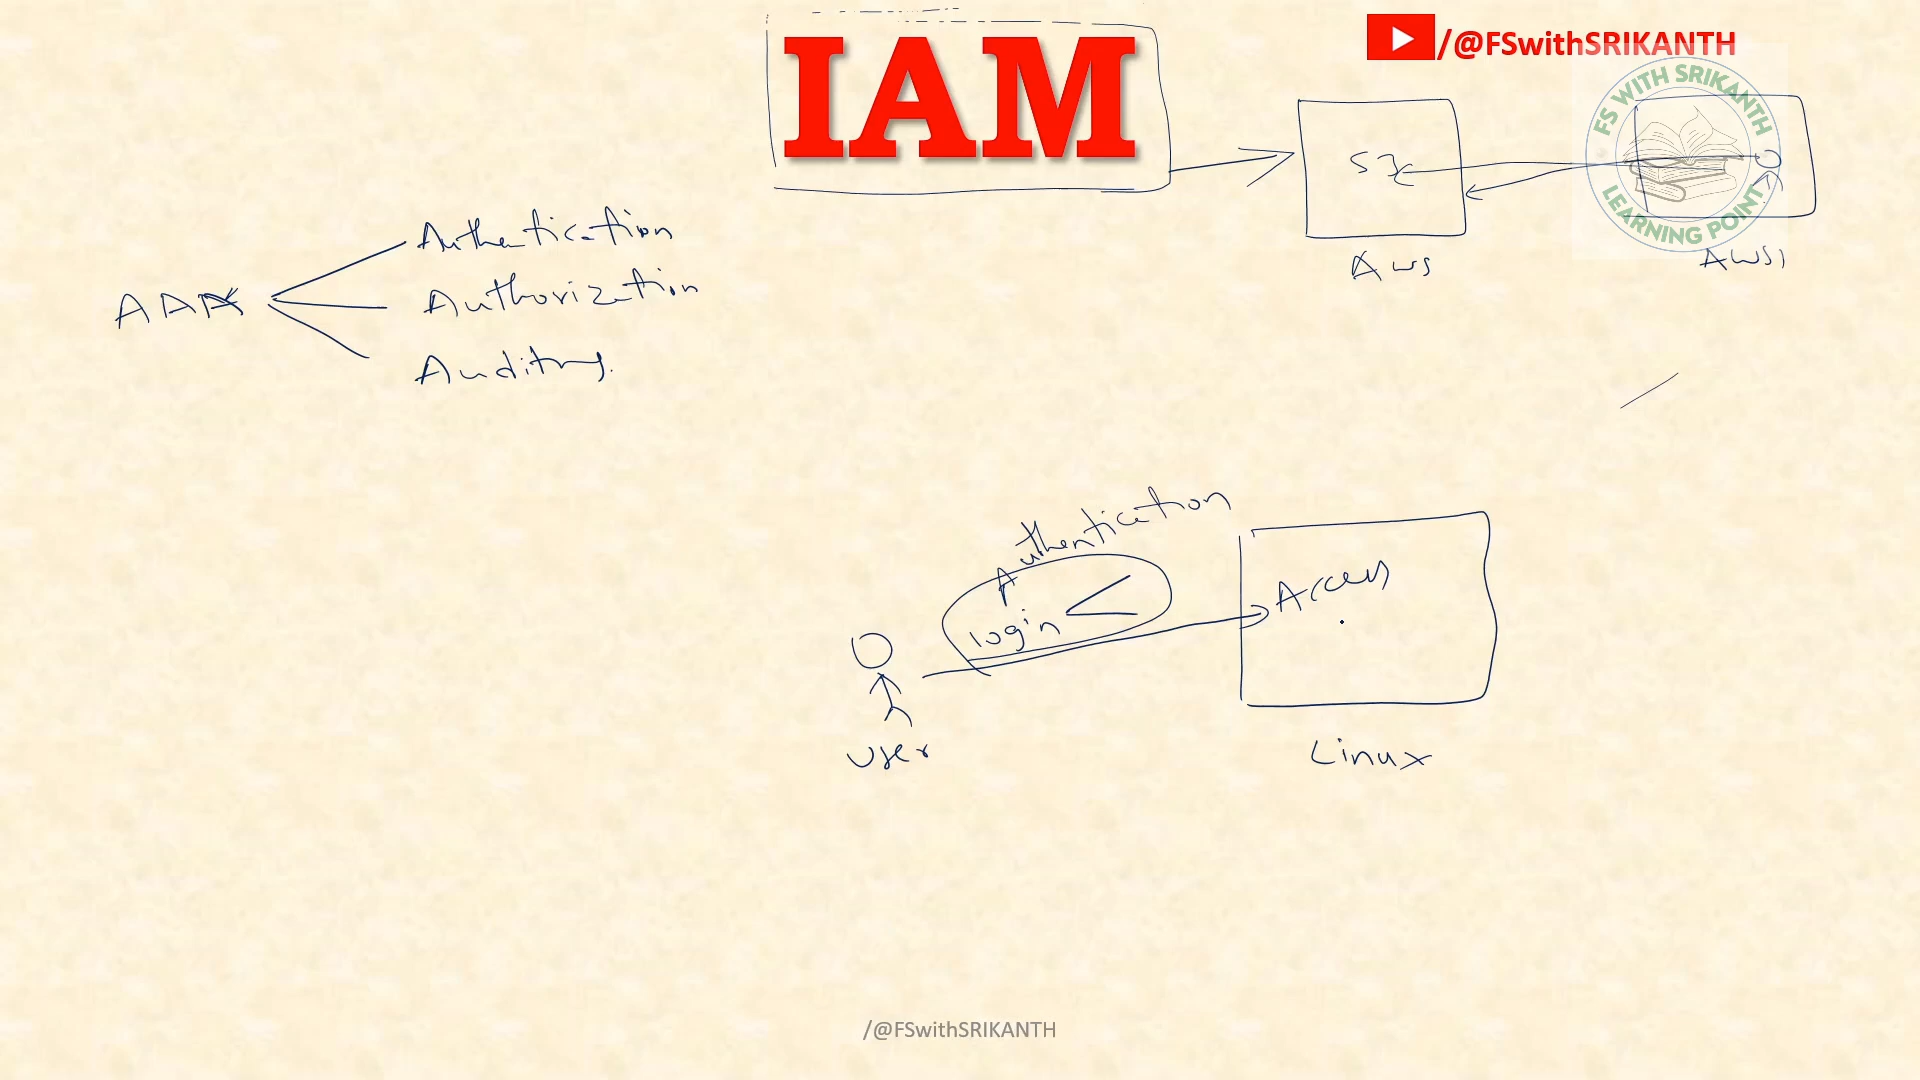 IAM
/@FSwithSRIKANTH
FS WITH SRIKANTH
LEARNING POINT
S3
AWS
AWS1
AAA
Authentication
Authorization
Auditing.
Authentication
login
Access
User
Linux
/@FSwithSRIKANTH